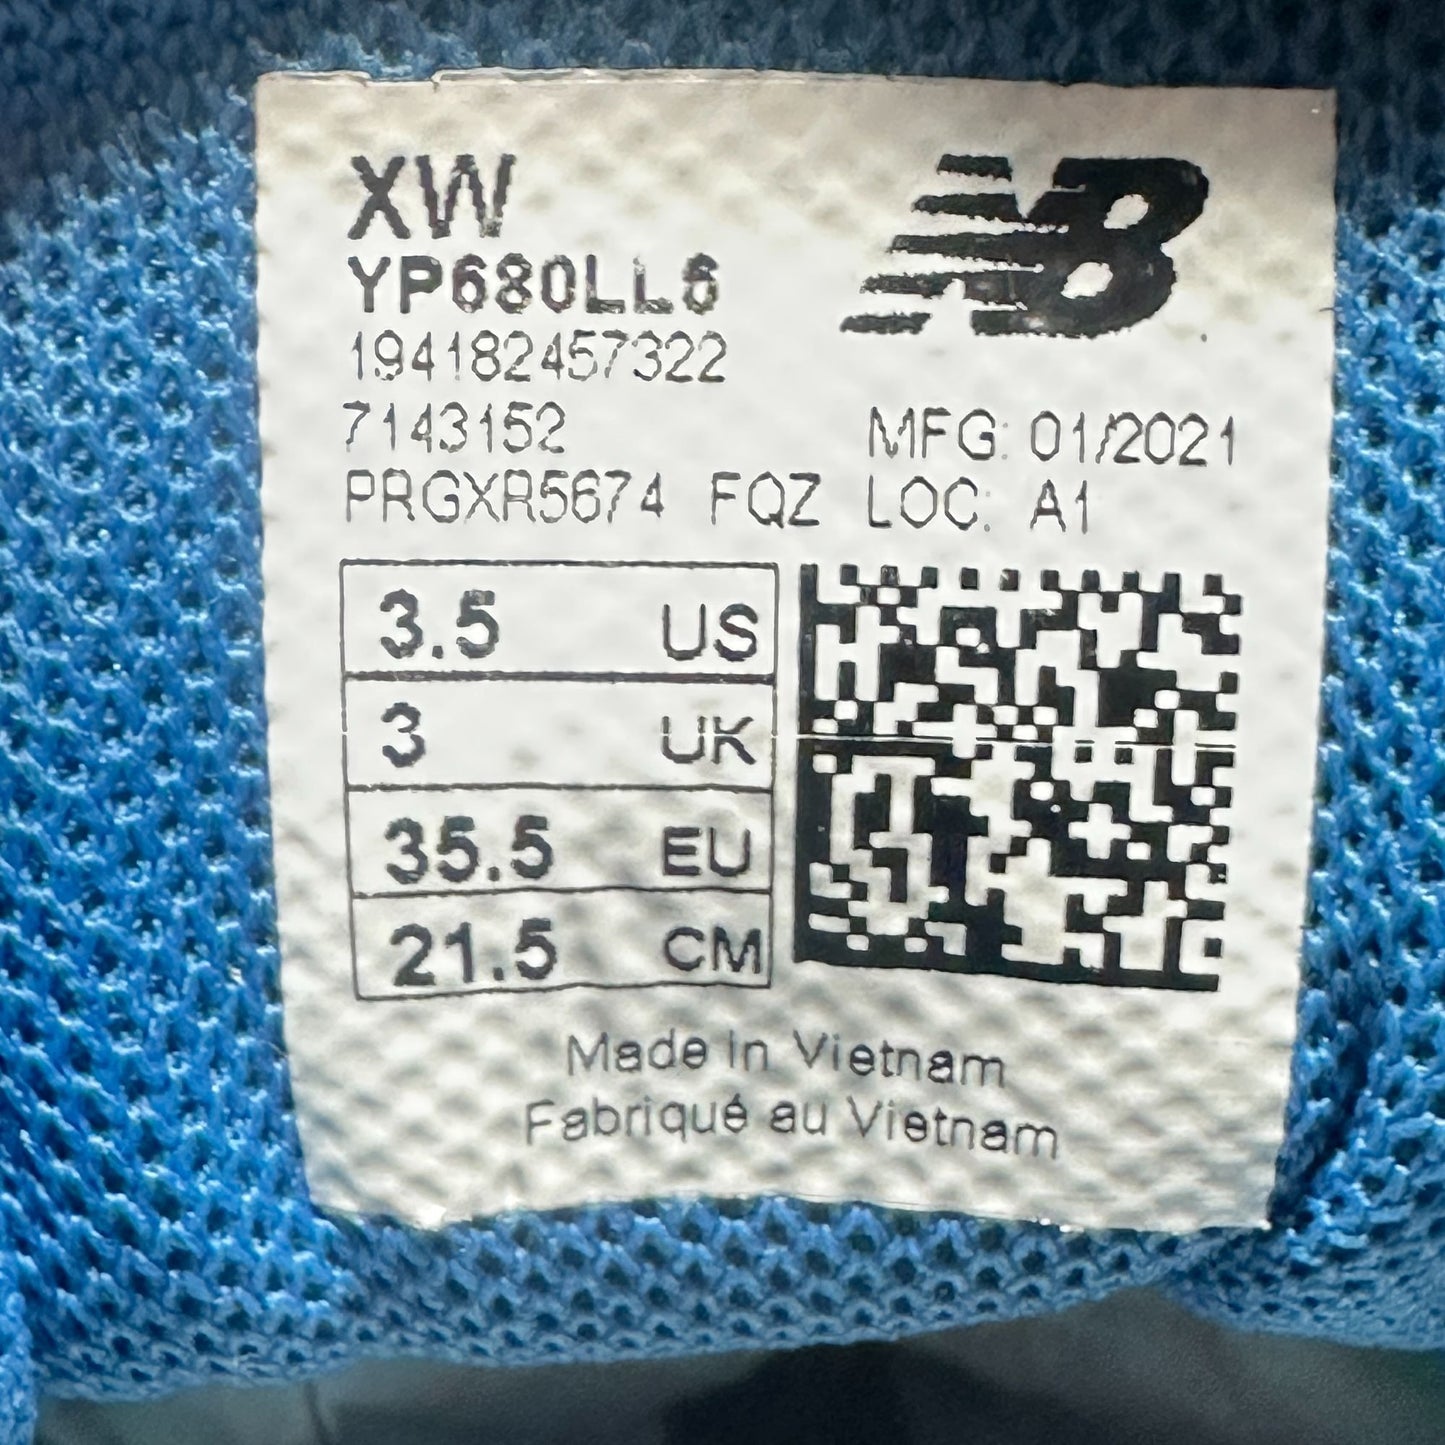 XW
NB
YP680LL6
194182457322
7143152
MFG: 01/2021
PRGXR5674 FQZ LOC: A1
3.5 US
3 UK
35.5 EU
21.5 CM
Made in Vietnam
Fabriqué au Vietnam